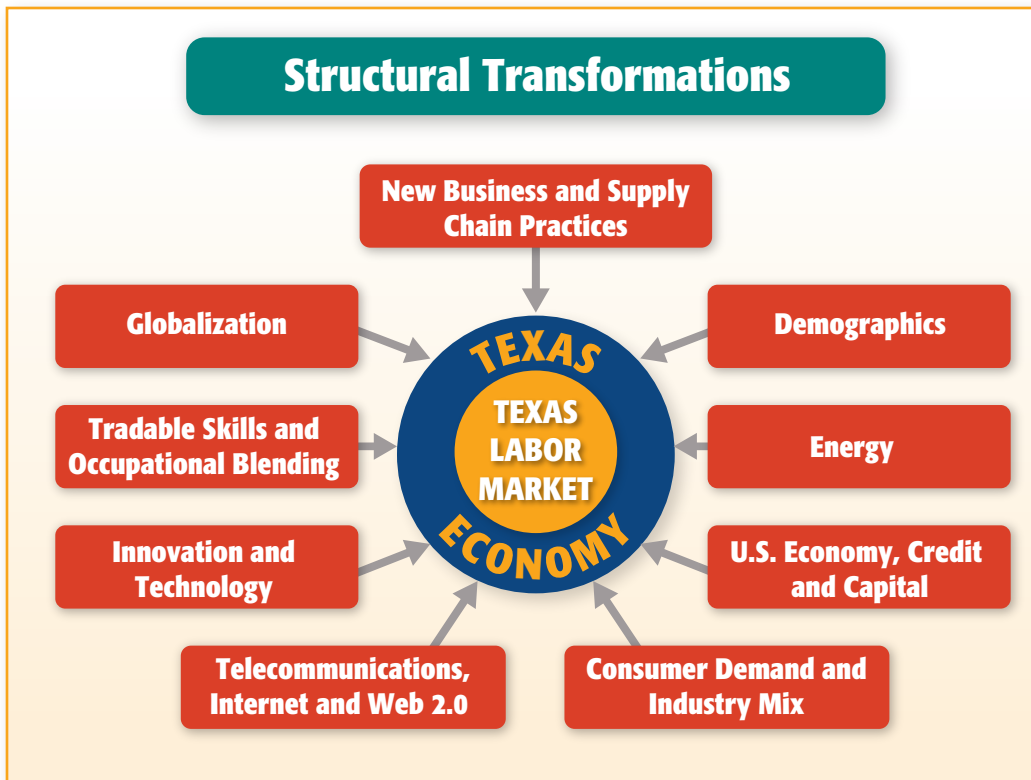 Structural Transformations
New Business and Supply
Chain Practices
Globalization
Demographics
TEXAS
TEXAS
LABOR
MARKET
ECONOMY
Tradable Skills and
Occupational Blending
Energy
Innovation and
Technology
U.S. Economy, Credit
and Capital
Telecommunications,
Internet and Web 2.0
Consumer Demand and
Industry Mix